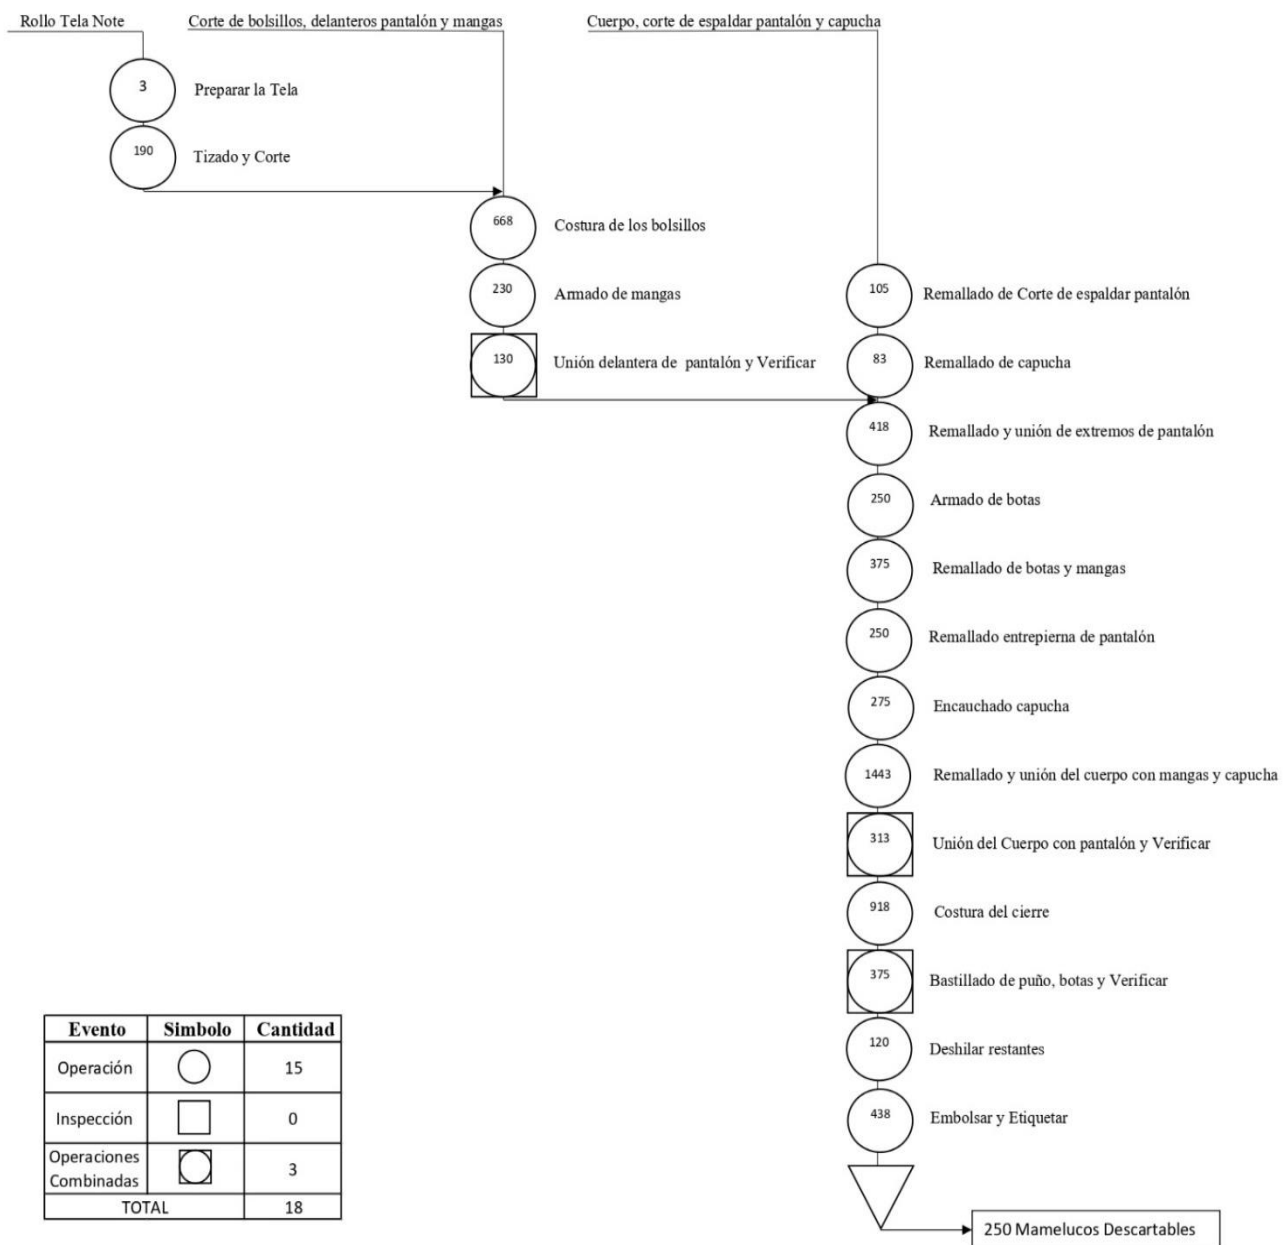 Rollo Tela Note
Corte de bolsillos, delanteros pantalón y mangas
Cuerpo, corte de espaldar pantalón y capucha
3
Preparar la Tela
190
Tizado y Corte
668
Costura de los bolsillos
230
Armado de mangas
130
Unión delantera de pantalón y Verificar
105
Remallado de Corte de espaldar pantalón
83
Remallado de capucha
418
Remallado y unión de extremos de pantalón
250
Armado de botas
375
Remallado de botas y mangas
250
Remallado entrepierna de pantalón
275
Encauchado capucha
1443
Remallado y unión del cuerpo con mangas y capucha
313
Unión del Cuerpo con pantalón y Verificar
918
Costura del cierre
375
Bastillado de puño, botas y Verificar
120
Deshilar restantes
438
Embolsar y Etiquetar
250 Mamelucos Descartables
Evento Simbolo Cantidad
Operación 15
Inspección 0
Operaciones
Combinadas 3
TOTAL 18